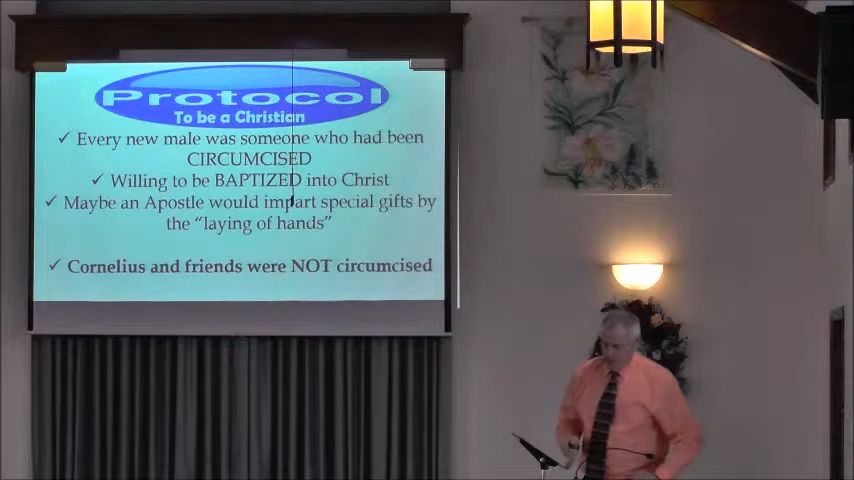 Protocol
To be a Christian
✓ Every new male was someone who had been
CIRCUMCISED
✓ Willing to be BAPTIZED into Christ
✓ Maybe an Apostle would impart special gifts by
the “laying of hands”
✓ Cornelius and friends were NOT circumcised